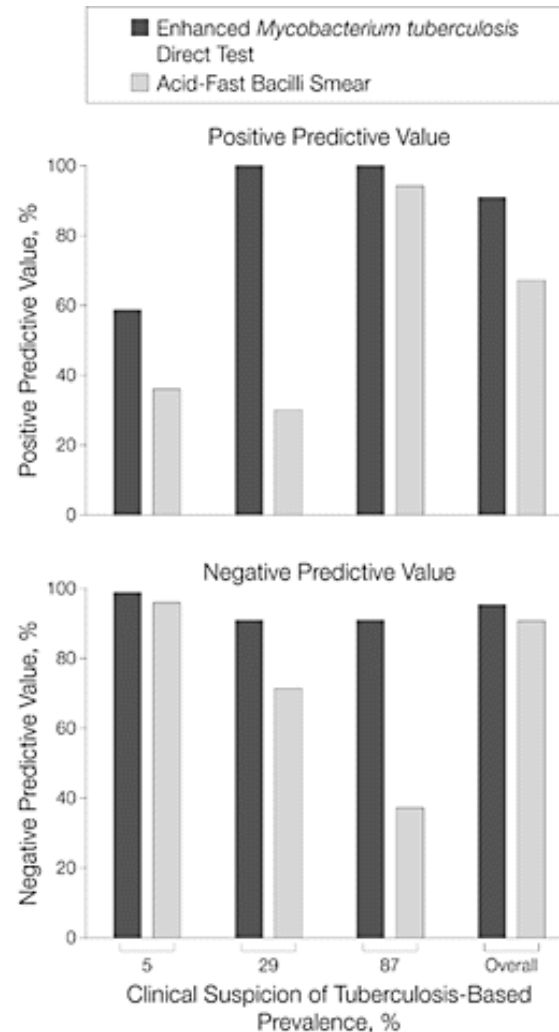 Enhanced Mycobacterium tuberculosis
Direct Test
Acid-Fast Bacilli Smear
Positive Predictive Value
Positive Predictive Value, %
100
80
60
40
20
0
Negative Predictive Value
Negative Predictive Value, %
100
80
60
40
20
0
5 29 87 Overall
Clinical Suspicion of Tuberculosis-Based
Prevalence, %